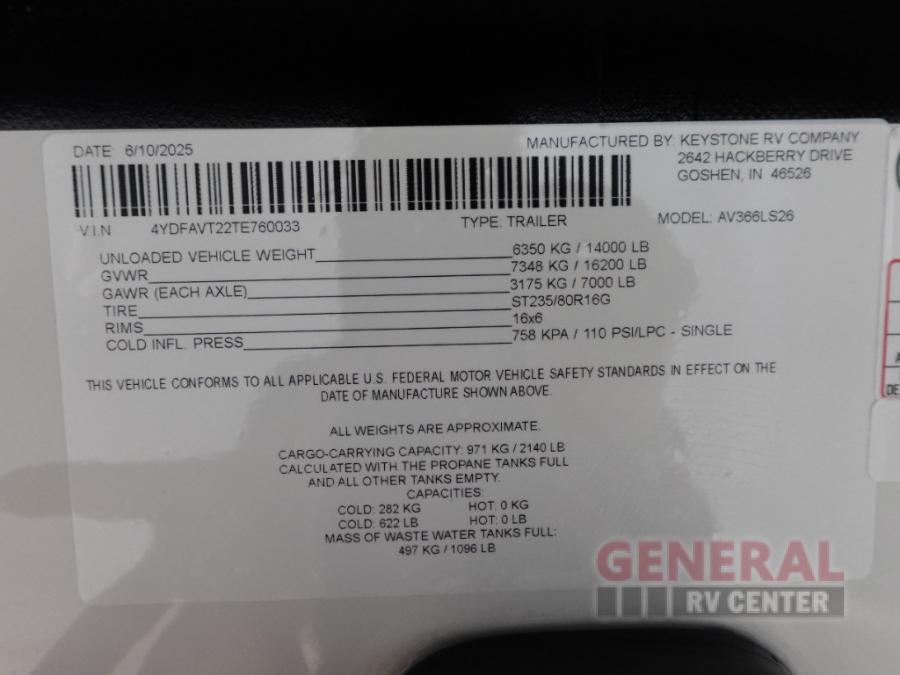 DATE: 6/10/2025
MANUFACTURED BY: KEYSTONE RV COMPANY
2642 HACKBERRY DRIVE
GOSHEN, IN 46526
V.I.N 4YDFAVT22TE760033 TYPE: TRAILER MODEL: AV366LS26
UNLOADED VEHICLE WEIGHT 6350 KG / 14000 LB
GVWR 7348 KG / 16200 LB
GAWR (EACH AXLE) 3175 KG / 7000 LB
TIRE ST235/80R16G
RIMS 16x6
COLD INFL. PRESS 758 KPA / 110 PSI/LPC - SINGLE
THIS VEHICLE CONFORMS TO ALL APPLICABLE U.S. FEDERAL MOTOR VEHICLE SAFETY STANDARDS IN EFFECT ON THE
DATE OF MANUFACTURE SHOWN ABOVE.
ALL WEIGHTS ARE APPROXIMATE.
CARGO-CARRYING CAPACITY: 971 KG / 2140 LB
CALCULATED WITH THE PROPANE TANKS FULL
AND ALL OTHER TANKS EMPTY.
CAPACITIES:
COLD: 282 KG HOT: 0 KG
COLD: 622 LB HOT: 0 LB
MASS OF WASTE WATER TANKS FULL:
497 KG / 1096 LB
GENERAL
RV CENTER